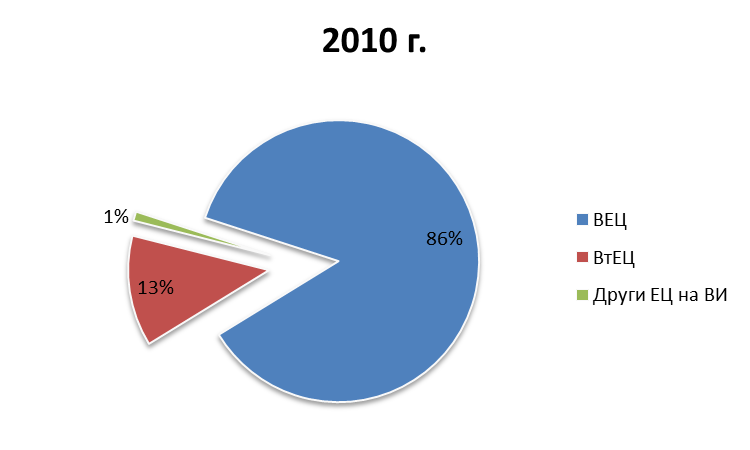 2010 г.
1%
86%
13%
ВЕЦ
ВтЕЦ
Други ЕЦ на ВИ